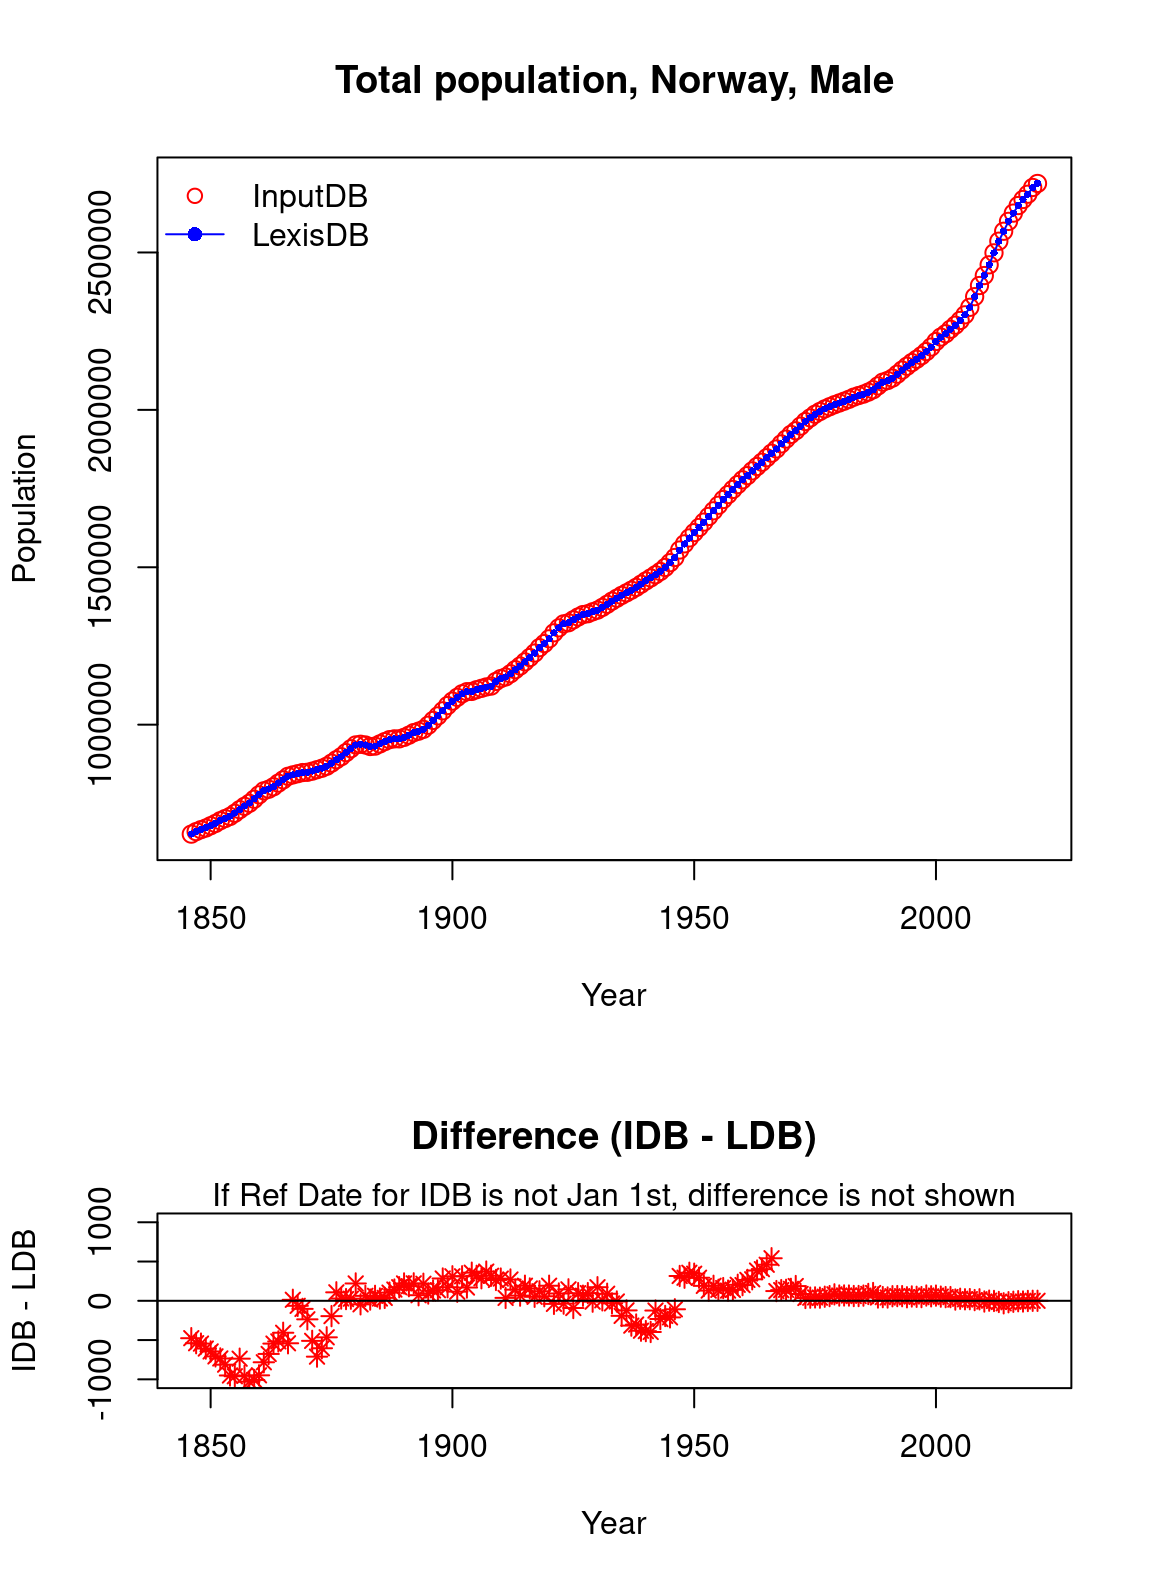 Total population, Norway, Male
InputDB
LexisDB
Population
2500000
2000000
1500000
1000000
1850 1900 1950 2000
Year
Difference (IDB - LDB)
If Ref Date for IDB is not Jan 1st, difference is not shown
IDB - LDB
1000
0
-1000
1850 1900 1950 2000
Year